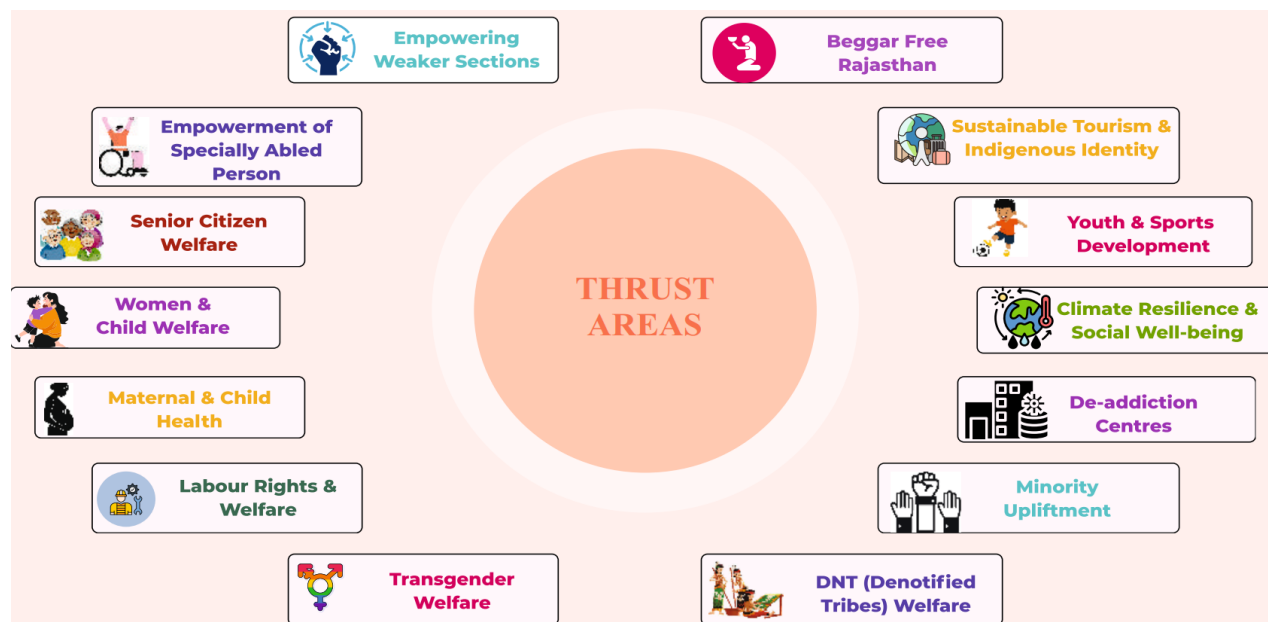 Empowering
Weaker Sections
Beggar Free
Rajasthan
Empowerment of
Specially Abled
Person
Sustainable Tourism &
Indigenous Identity
Senior Citizen
Welfare
Youth & Sports
Development
THRUST
AREAS
Women &
Child Welfare
Climate Resilience &
Social Well-being
Maternal & Child
Health
De-addiction
Centres
Labour Rights &
Welfare
Minority
Upliftment
Transgender
Welfare
DNT (Denotified
Tribes) Welfare